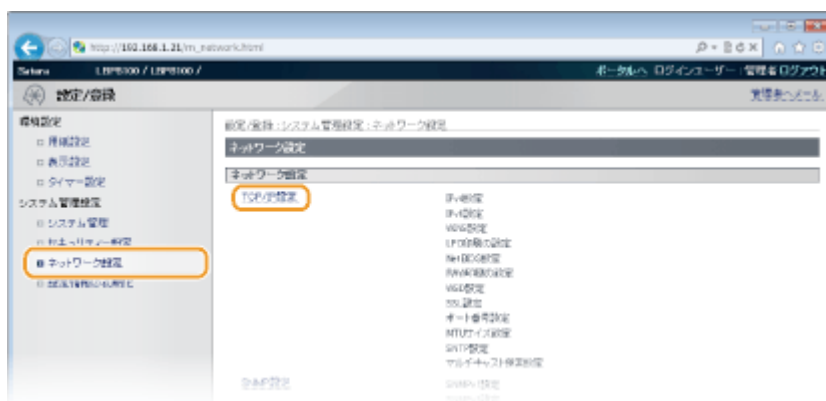 http://192.168.1.21/m_network.html
Satera LBP8100 / LBP8100 /
ポータルへ ログインユーザー: 管理者 ログアウト
設定/登録
管理者へメール
環境設定
用紙設定
表示設定
タイマー設定
システム管理設定
システム管理
セキュリティー設定
ネットワーク設定
設定/登録 : システム管理設定 : ネットワーク設定
ネットワーク設定
ネットワーク設定
TCP/IP設定
IPv4設定
IPv6設定
WINS設定
LPD印刷の設定
RAW印刷の設定
WSD設定
SSL設定
ポート番号設定
MTUサイズ設定
SNTP設定
マルチキャスト探索設定
SNMP設定
SNMPv1設定